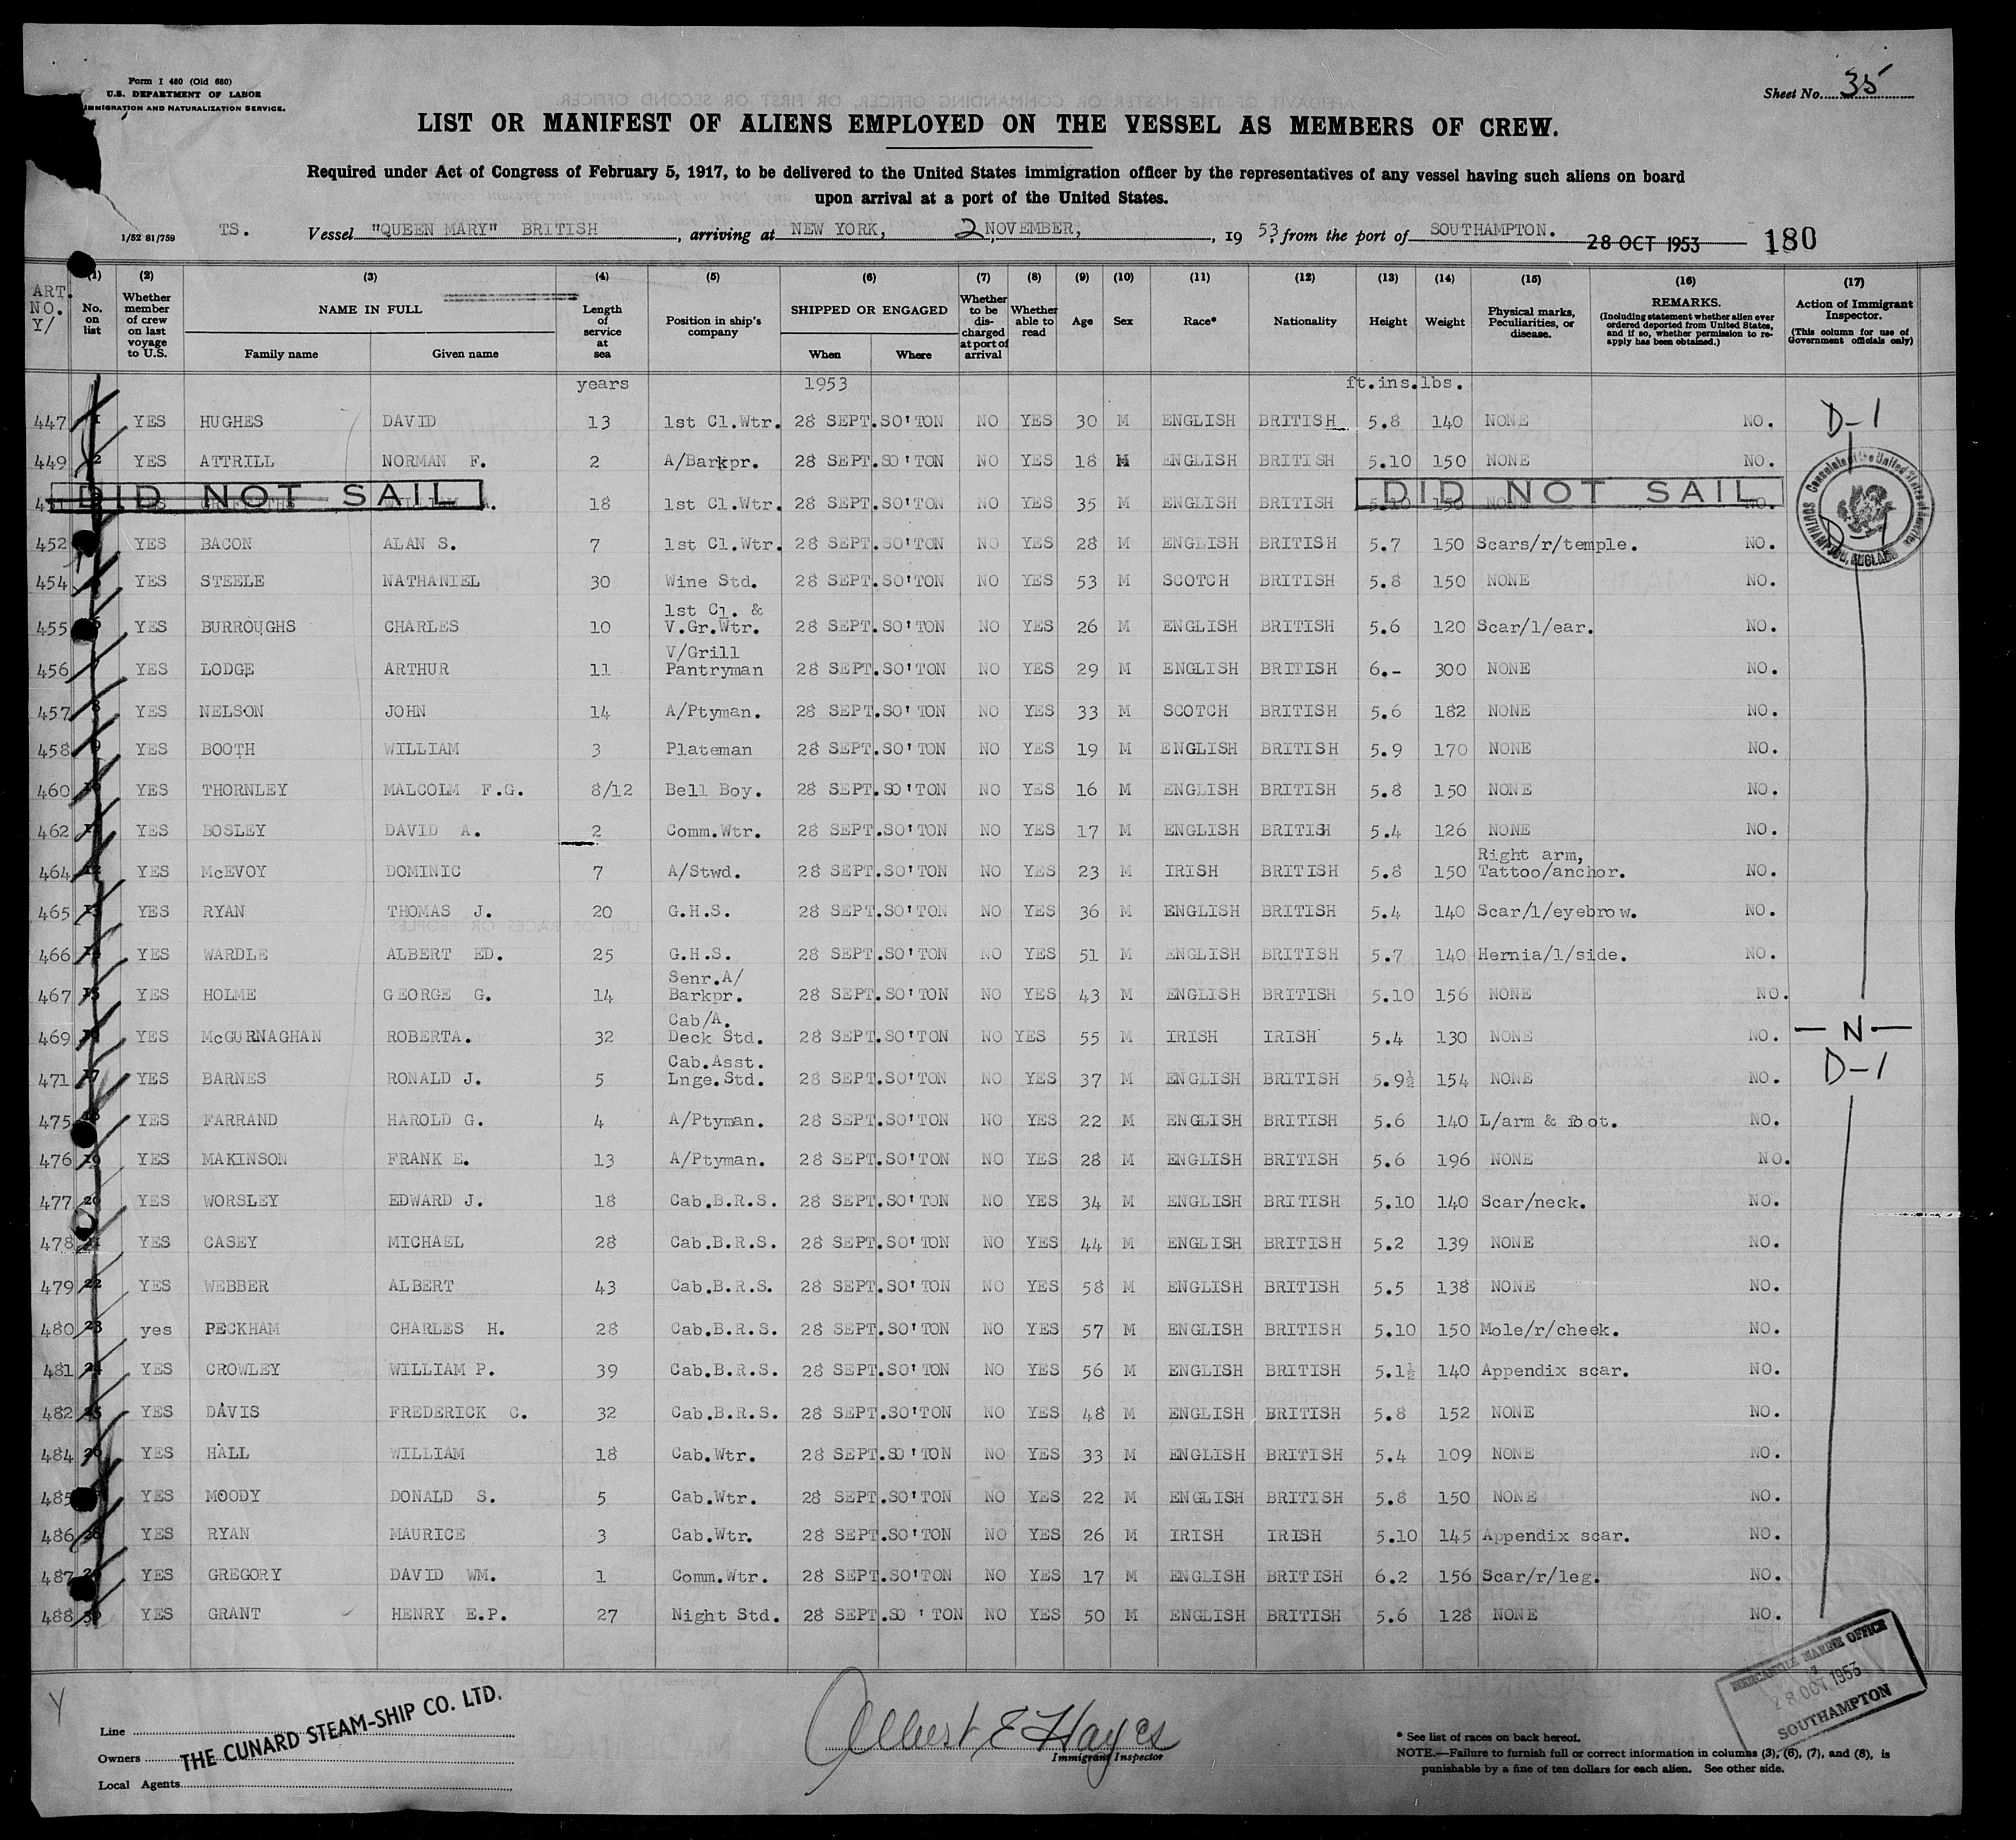 Form I 480 (Old 680)
U.S. DEPARTMENT OF LABOR
IMMIGRATION AND NATURALIZATION SERVICE.
Sheet No. 35
LIST OR MANIFEST OF ALIENS EMPLOYED ON THE VESSEL AS MEMBERS OF CREW.
Required under Act of Congress of February 5, 1917, to be delivered to the United States immigration officer by the representatives of any vessel having such aliens on board
upon arrival at a port of the United States.
1/52 81/759 TS. Vessel "QUEEN MARY" BRITISH, arriving at NEW YORK, 2 NOVEMBER, 1953, from the port of SOUTHAMPTON. 28 OCT 1953 180
ART. NO. Y/ (1) No. on list (2) Whether member of crew on last voyage to U.S. (3) NAME IN FULL Family name Given name (4) Length of service at sea (5) Position in ship's company (6) SHIPPED OR ENGAGED When Where (7) Whether to be discharged at port of arrival (8) Whether able to read (9) Age (10) Sex (11) Race* (12) Nationality (13) Height (14) Weight (15) Physical marks, Peculiarities, or disease. (16) REMARKS. (Including statement whether alien ever ordered deported from United States, and if so, whether permission to reapply has been obtained.) (17) Action of Immigrant Inspector. (This column for use of Government officials only)
years 1953 ft.ins.lbs.
447 1 YES HUGHES DAVID 13 1st Cl.Wtr. 28 SEPT.SO'TON NO YES 30 M ENGLISH BRITISH 5.8 140 NONE NO. D-1
449 2 YES ATTRILL NORMAN F. 2 A/Barkpr. 28 SEPT.SO'TON NO YES 18 M ENGLISH BRITISH 5.10 150 NONE NO.
451 DID NOT SAIL 18 1st Cl.Wtr. 28 SEPT.SO'TON NO YES 35 M ENGLISH BRITISH 5.10 150 NONE NO. DID NOT SAIL
Consulate of the United States of America SOUTHAMPTON, ENGLAND
452 YES BACON ALAN S. 7 1st Cl.Wtr. 28 SEPT.SO'TON NO YES 28 M ENGLISH BRITISH 5.7 150 Scars/r/temple. NO.
454 YES STEELE NATHANIEL 30 Wine Std. 28 SEPT.SO'TON NO YES 53 M SCOTCH BRITISH 5.8 150 NONE NO.
455 YES BURROUGHS CHARLES 10 1st Cl. & V.Gr.Wtr. 28 SEPT.SO'TON NO YES 26 M ENGLISH BRITISH 5.6 120 Scar/l/ear. NO.
456 YES LODGE ARTHUR 11 V/Grill Pantryman 28 SEPT.SO'TON NO YES 29 M ENGLISH BRITISH 6.- 300 NONE NO.
457 8 YES NELSON JOHN 14 A/Ptyman. 28 SEPT.SO'TON NO YES 33 M SCOTCH BRITISH 5.6 182 NONE NO.
458 9 YES BOOTH WILLIAM 3 Plateman 28 SEPT.SO'TON NO YES 19 M ENGLISH BRITISH 5.9 170 NONE NO.
460 10 YES THORNLEY MALCOLM F.G. 8/12 Bell Boy. 28 SEPT.SO'TON NO YES 16 M ENGLISH BRITISH 5.8 150 NONE NO.
462 11 YES BOSLEY DAVID A. 2 Comm.Wtr. 28 SEPT.SO'TON NO YES 17 M ENGLISH BRITISH 5.4 126 NONE NO.
464 12 YES McEVOY DOMINIC 7 A/Stwd. 28 SEPT.SO'TON NO YES 23 M IRISH BRITISH 5.8 150 Right arm, Tattoo/anchor. NO.
465 13 YES RYAN THOMAS J. 20 G.H.S. 28 SEPT.SO'TON NO YES 36 M ENGLISH BRITISH 5.4 140 Scar/l/eyebrow. NO.
466 14 YES WARDLE ALBERT ED. 25 G.H.S. 28 SEPT.SO'TON NO YES 51 M ENGLISH BRITISH 5.7 140 Hernia/l/side. NO.
467 15 YES HOLME GEORGE G. 14 Senr.A/ Barkpr. 28 SEPT.SO'TON NO YES 43 M ENGLISH BRITISH 5.10 156 NONE NO.
469 16 YES McGURNAGHAN ROBERTA. 32 Cab/A. Deck Std. 28 SEPT.SO'TON NO YES 55 M IRISH IRISH 5.4 130 NONE NO. — N —
471 17 YES BARNES RONALD J. 5 Cab.Asst. Lnge.Std. 28 SEPT.SO'TON NO YES 37 M ENGLISH BRITISH 5.9½ 154 NONE NO. D-1
475 18 YES FARRAND HAROLD G. 4 A/Ptyman. 28 SEPT.SO'TON NO YES 22 M ENGLISH BRITISH 5.6 140 L/arm & foot. NO.
476 19 YES MAKINSON FRANK E. 13 A/Ptyman. 28 SEPT.SO'TON NO YES 28 M ENGLISH BRITISH 5.6 196 NONE NO.
477 20 YES WORSLEY EDWARD J. 18 Cab.B.R.S. 28 SEPT.SO'TON NO YES 34 M ENGLISH BRITISH 5.10 140 Scar/neck. NO.
478 21 YES CASEY MICHAEL 28 Cab.B.R.S. 28 SEPT.SO'TON NO YES 44 M ENGLISH BRITISH 5.2 139 NONE NO.
479 22 YES WEBBER ALBERT 43 Cab.B.R.S. 28 SEPT.SO'TON NO YES 58 M ENGLISH BRITISH 5.5 138 NONE NO.
480 23 yes PECKHAM CHARLES H. 28 Cab.B.R.S. 28 SEPT.SO'TON NO YES 57 M ENGLISH BRITISH 5.10 150 Mole/r/cheek. NO.
481 24 YES CROWLEY WILLIAM P. 39 Cab.B.R.S. 28 SEPT.SO'TON NO YES 56 M ENGLISH BRITISH 5.1½ 140 Appendix scar. NO.
482 25 YES DAVIS FREDERICK C. 32 Cab.B.R.S. 28 SEPT.SO'TON NO YES 48 M ENGLISH BRITISH 5.8 152 NONE NO.
484 26 YES HALL WILLIAM 18 Cab.Wtr. 28 SEPT.SO'TON NO YES 33 M ENGLISH BRITISH 5.4 109 NONE NO.
485 YES MOODY DONALD S. 5 Cab.Wtr. 28 SEPT.SO'TON NO YES 22 M ENGLISH BRITISH 5.8 150 NONE NO.
486 28 YES RYAN MAURICE 3 Cab.Wtr. 28 SEPT.SO'TON NO YES 26 M IRISH IRISH 5.10 145 Appendix scar. NO.
487 YES GREGORY DAVID WM. 1 Comm.Wtr. 28 SEPT.SO'TON NO YES 17 M ENGLISH BRITISH 6.2 156 Scar/r/leg. NO.
488 30 YES GRANT HENRY E.P. 27 Night Std. 28 SEPT.SO'TON NO YES 50 M ENGLISH BRITISH 5.6 128 NONE NO.
MERCANTILE MARINE OFFICE
28 OCT 1953
SOUTHAMPTON
Y
Line
Owners THE CUNARD STEAM-SHIP CO. LTD.
Local Agents
Albert E Hayes
Immigrant Inspector
* See list of races on back hereof.
NOTE.—Failure to furnish full or correct information in columns (3), (6), (7), and (8), is
punishable by a fine of ten dollars for each alien. See other side.